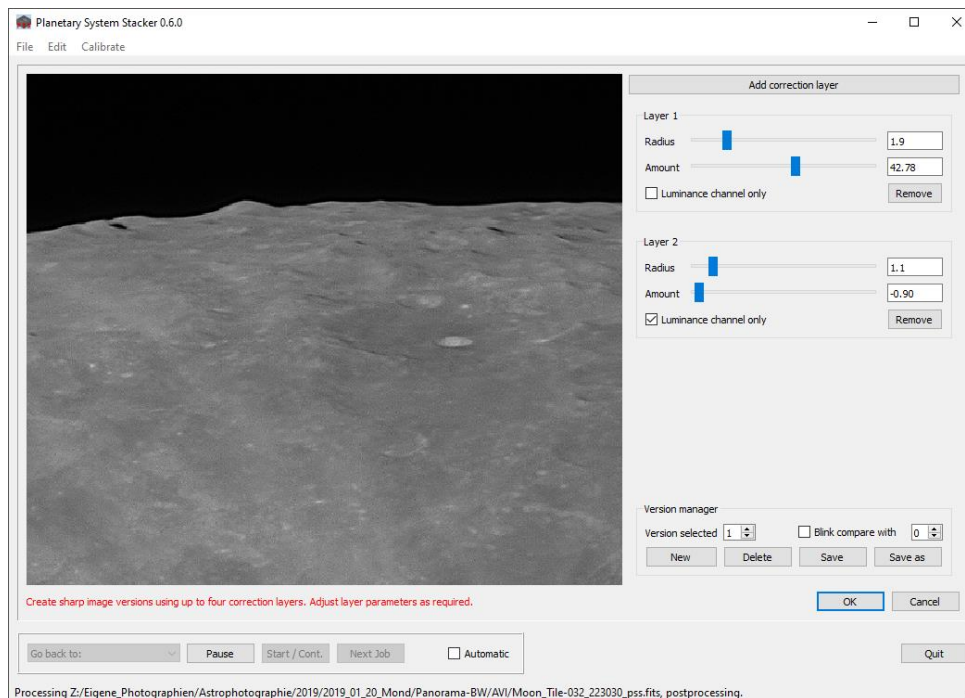 Planetary System Stacker 0.6.0
File Edit Calibrate
Add correction layer
Layer 1
Radius 1.9
Amount 42.78
Luminance channel only Remove
Layer 2
Radius 1.1
Amount -0.90
Luminance channel only Remove
Version manager
Version selected 1 Blink compare with 0
New Delete Save Save as
Create sharp image versions using up to four correction layers. Adjust layer parameters as required.
OK Cancel
Go back to: Pause Start / Cont. Next Job Automatic Quit
Processing Z:/Eigene_Photographien/Astrophotographie/2019/2019_01_20_Mond/Panorama-BW/AVI/Moon_Tile-032_223030_pss.fits, postprocessing.